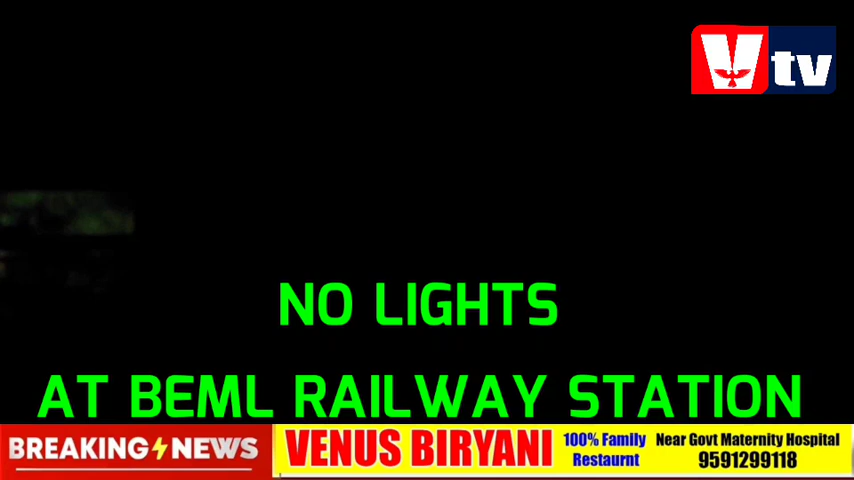 V tv
NO LIGHTS
AT BEML RAILWAY STATION
BREAKING NEWS
VENUS BIRYANI
100% Family
Restaurnt
Near Govt Maternity Hospital
9591299118